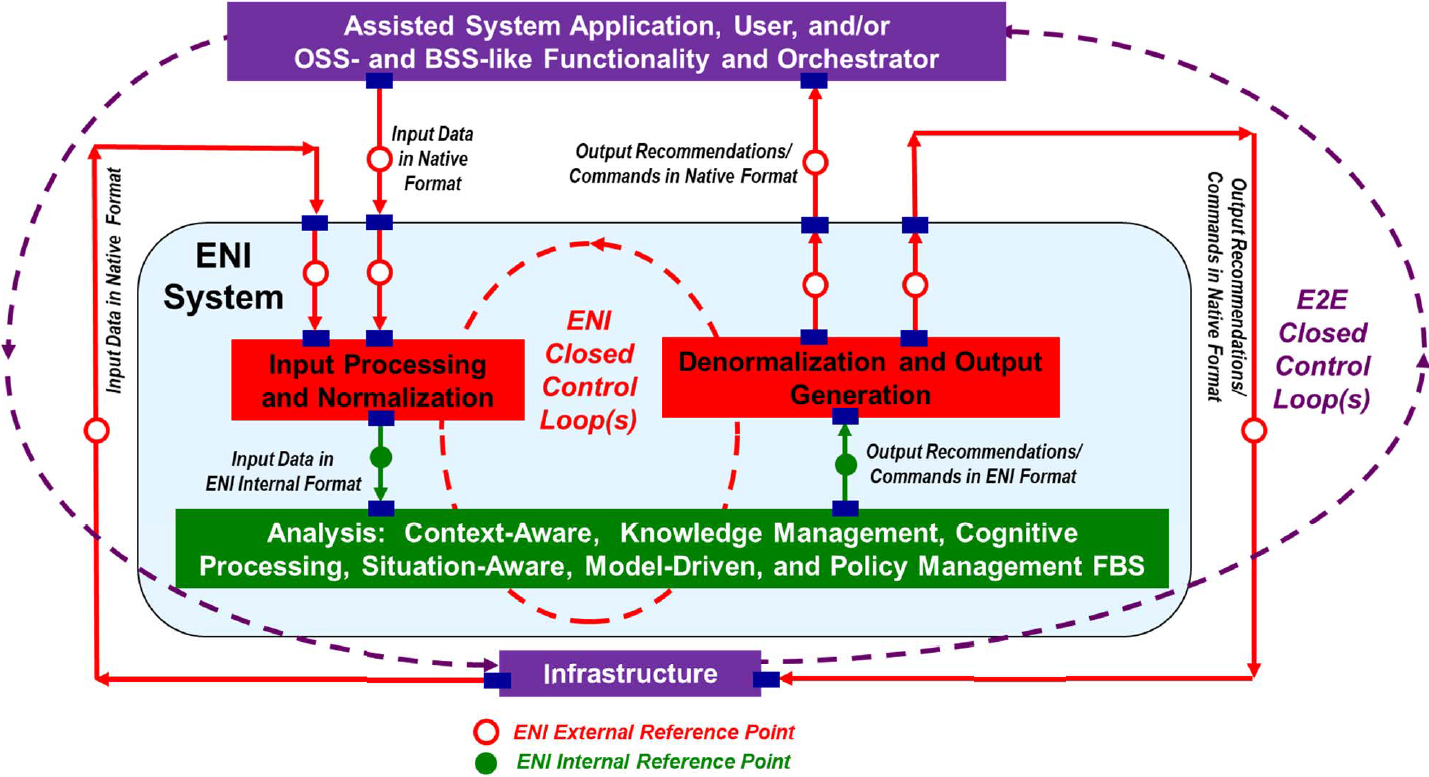 Assisted System Application, User, and/or
OSS- and BSS-like Functionality and Orchestrator
Input Data
in Native
Format
Output Recommendations/
Commands in Native Format
Input Data in Native Format
Output Recommendations/
Commands in Native Format
ENI
System
ENI
Closed
Control
Loop(s)
E2E
Closed
Control
Loop(s)
Input Processing
and Normalization
Denormalization and Output
Generation
Input Data in
ENI Internal Format
Output Recommendations/
Commands in ENI Format
Analysis: Context-Aware, Knowledge Management, Cognitive
Processing, Situation-Aware, Model-Driven, and Policy Management FBS
Infrastructure
ENI External Reference Point
ENI Internal Reference Point